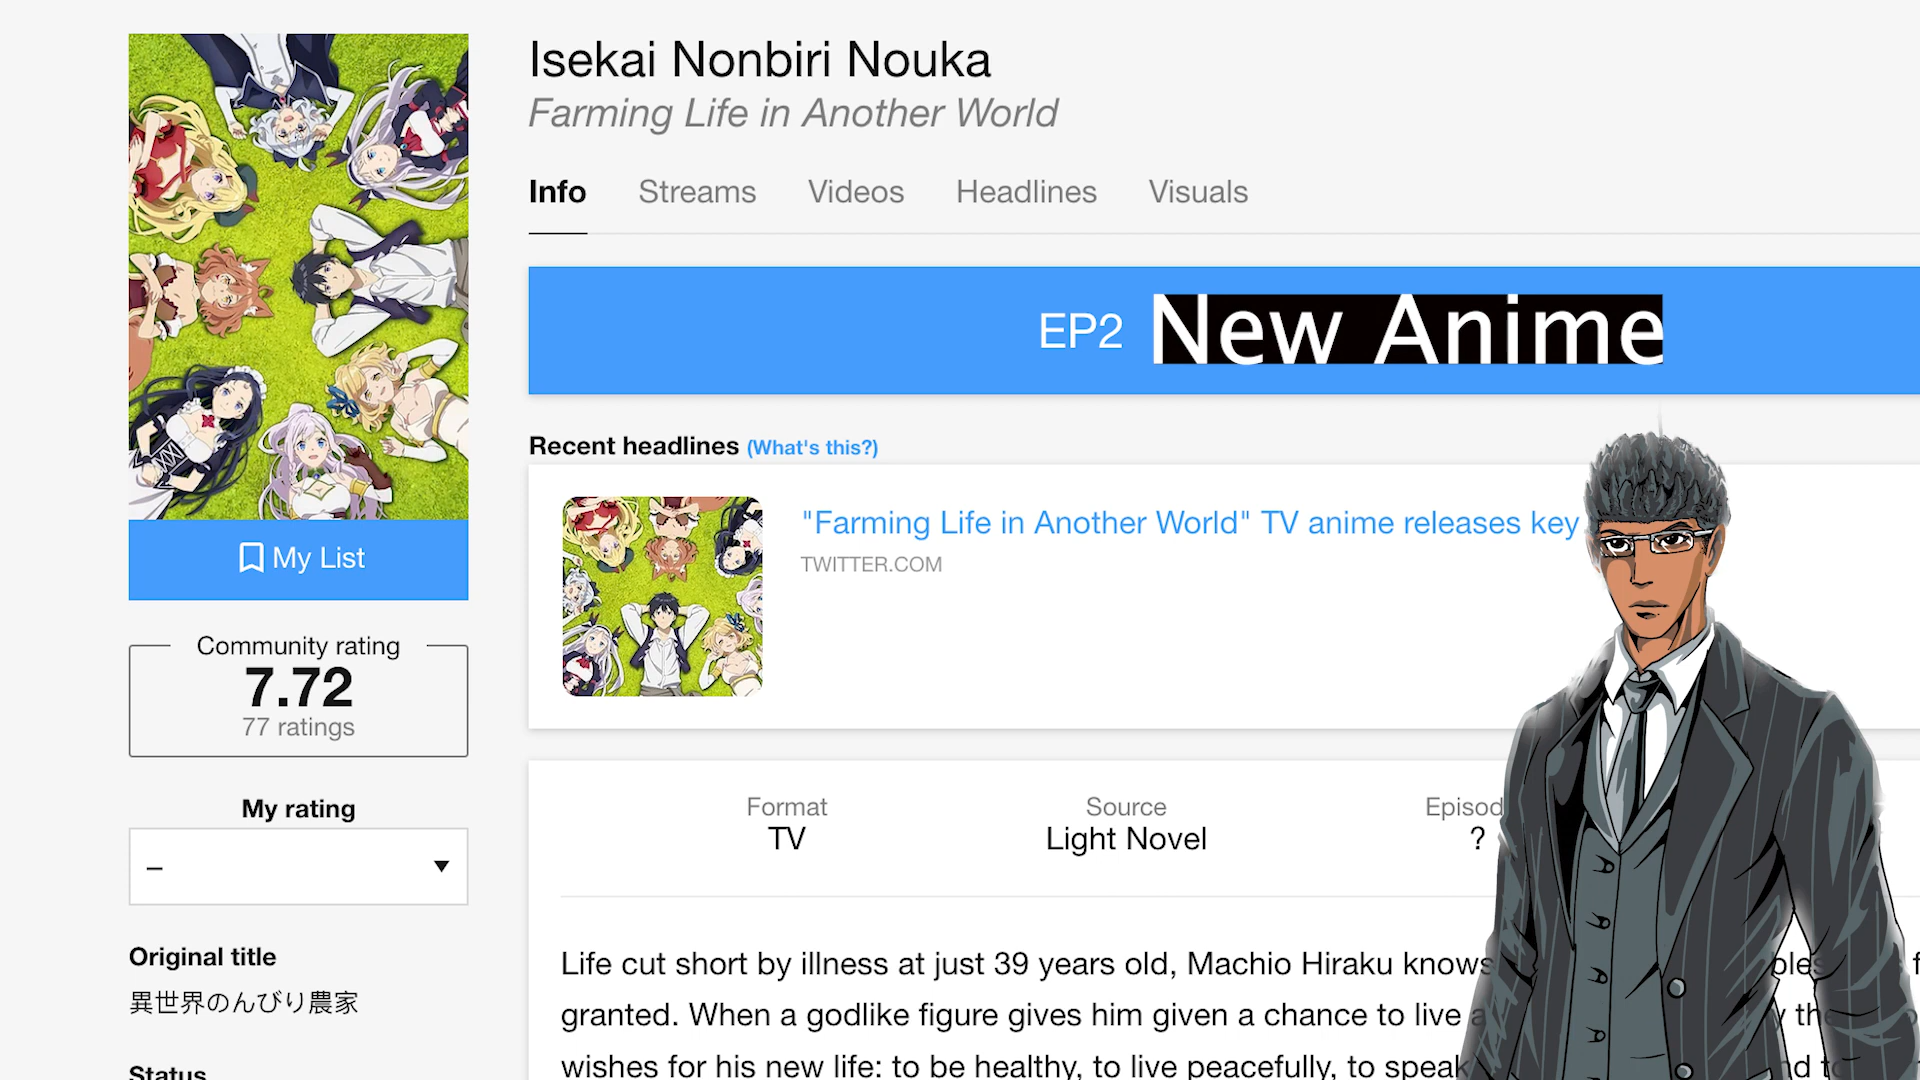 Isekai Nonbiri Nouka
Farming Life in Another World
Info Streams Videos Headlines Visuals
EP2 New Anime
Recent headlines (What's this?)
"Farming Life in Another World" TV anime releases key
TWITTER.COM
My List
Community rating
7.72
77 ratings
My rating
–
Original title
異世界のんびり農家
Status
Format
TV
Source
Light Novel
Episod
?
Life cut short by illness at just 39 years old, Machio Hiraku knows
granted. When a godlike figure gives him given a chance to live
wishes for his new life: to be healthy, to live peacefully, to speak